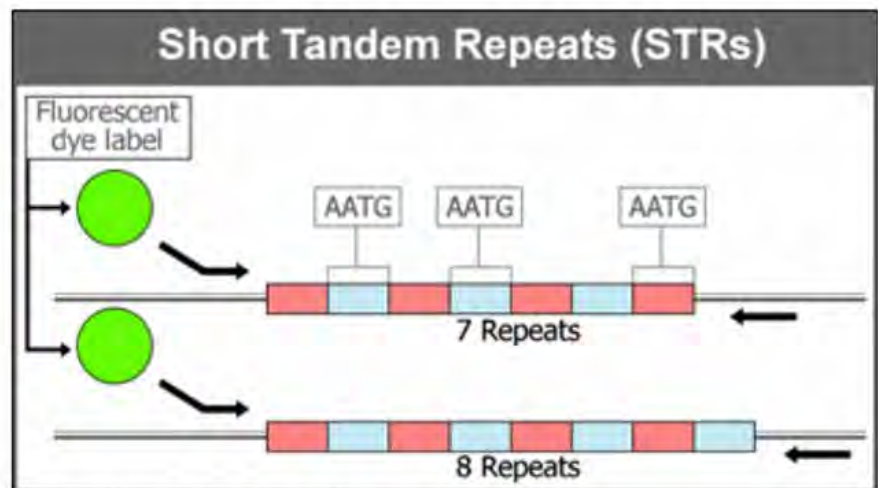 Short Tandem Repeats (STRs)
Fluorescent
dye label
AATG AATG AATG
7 Repeats
8 Repeats